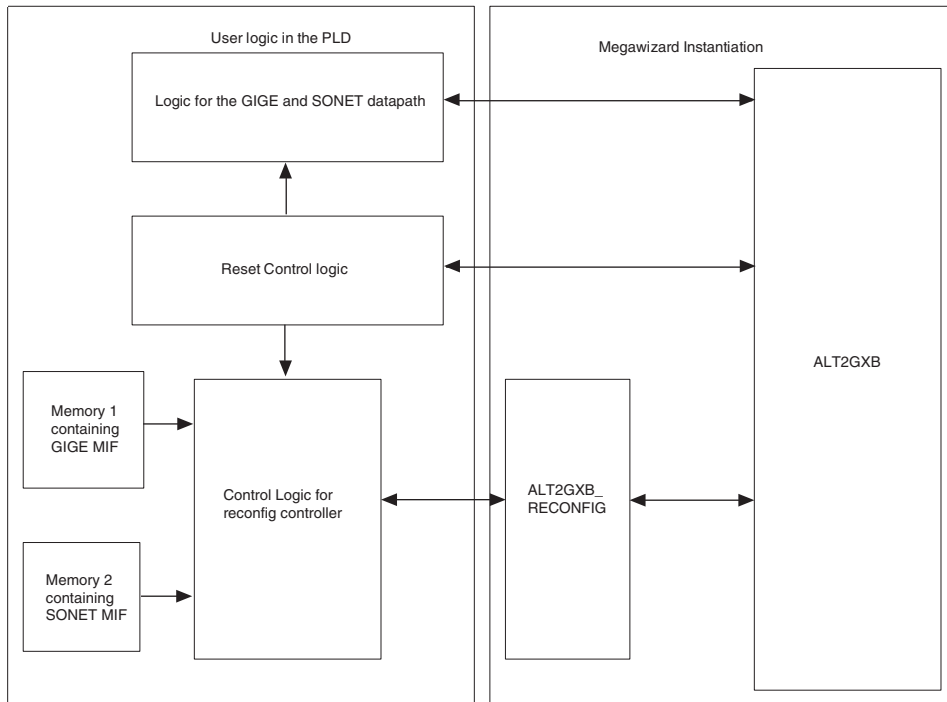 User logic in the PLD
Megawizard Instantiation
Logic for the GIGE and SONET datapath
Reset Control logic
ALT2GXB
Memory 1
containing
GIGE MIF
Control Logic for
reconfig controller
ALT2GXB_
RECONFIG
Memory 2
containing
SONET MIF